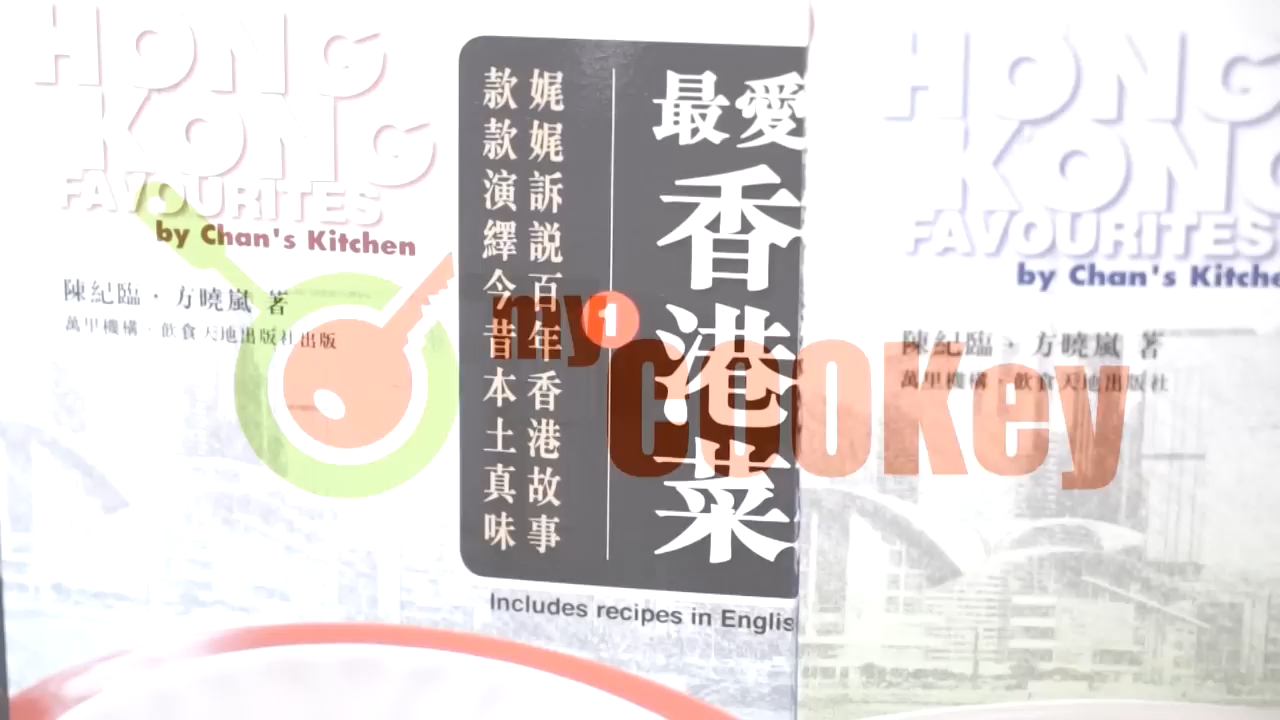 HONG
KONG
FAVOURITES
by Chan's Kitchen
陳紀臨·方曉嵐 著
萬里機構·飲食天地出版社出版
最愛
香港菜
1
娓娓訴説百年香港故事
款款演繹今昔本土真味
Includes recipes in Englis
HONG
KONG
FAVOURITES
by Chan's Kitche
陳紀臨·方曉嵐 著
萬里機構·飲食天地出版社
my
COOKey